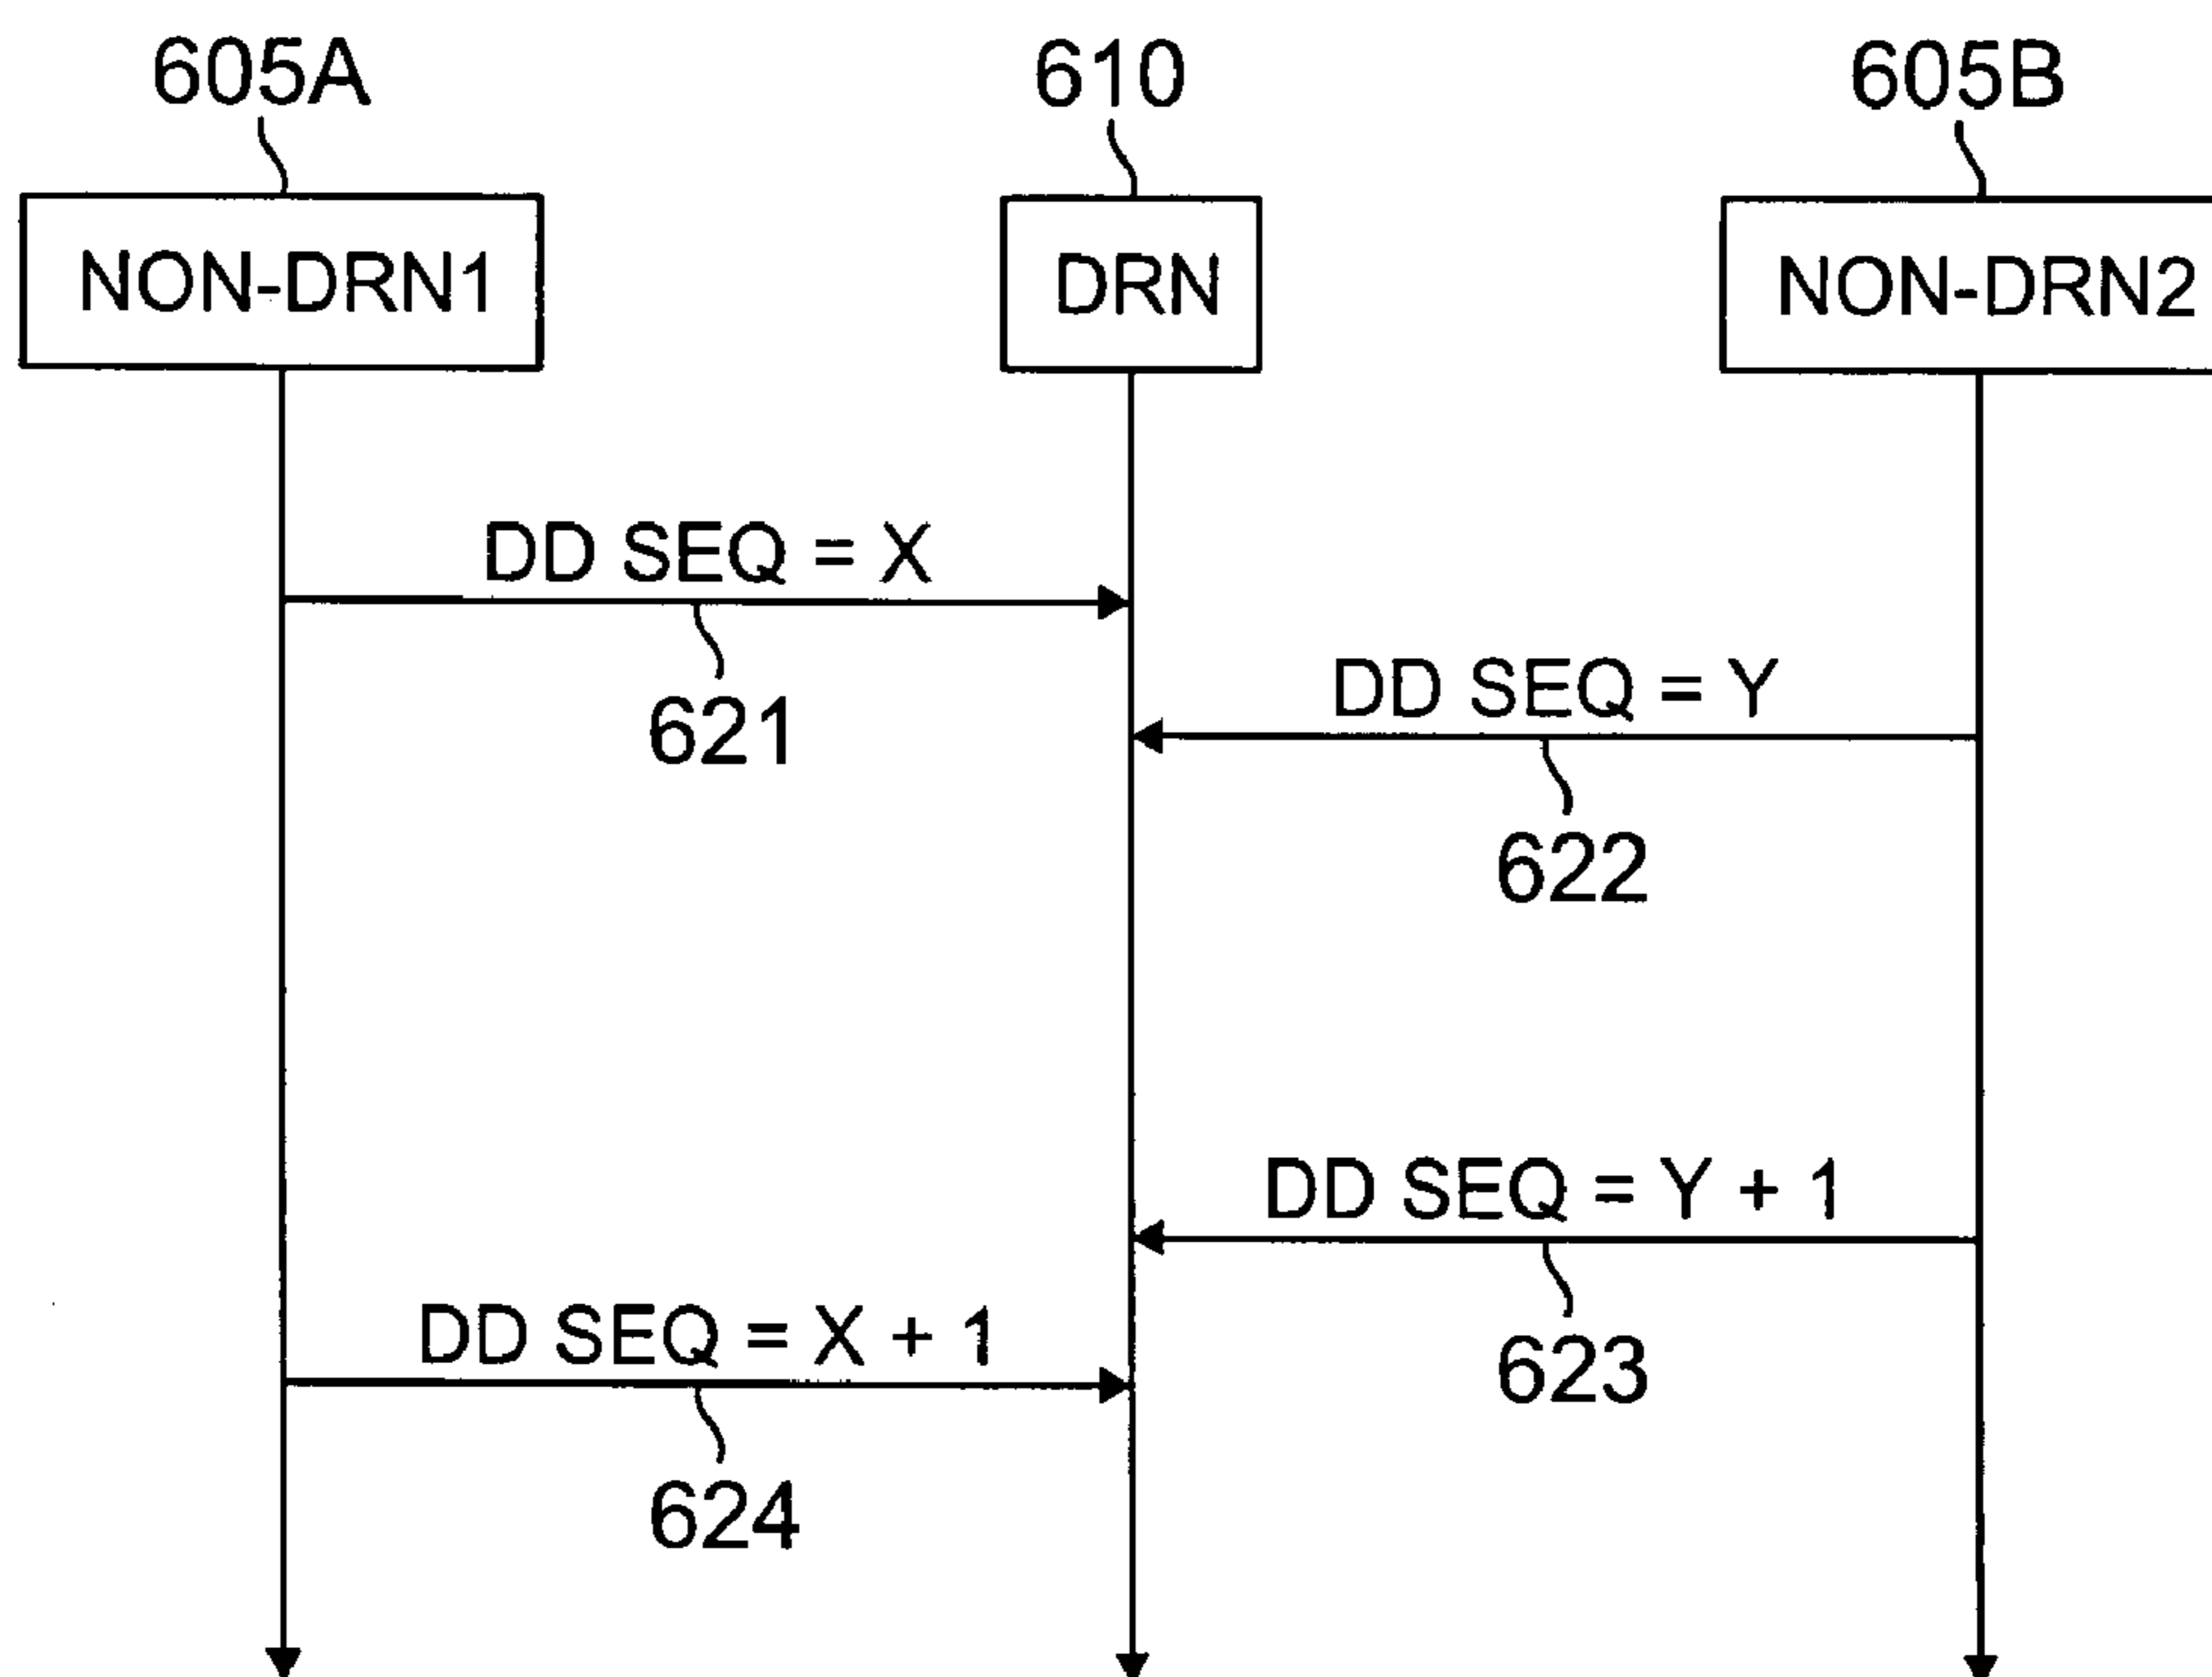 605A
610
605B
NON-DRN1
DRN
NON-DRN2
DD SEQ = X
621
DD SEQ = Y
622
DD SEQ = Y + 1
623
DD SEQ = X + 1
624